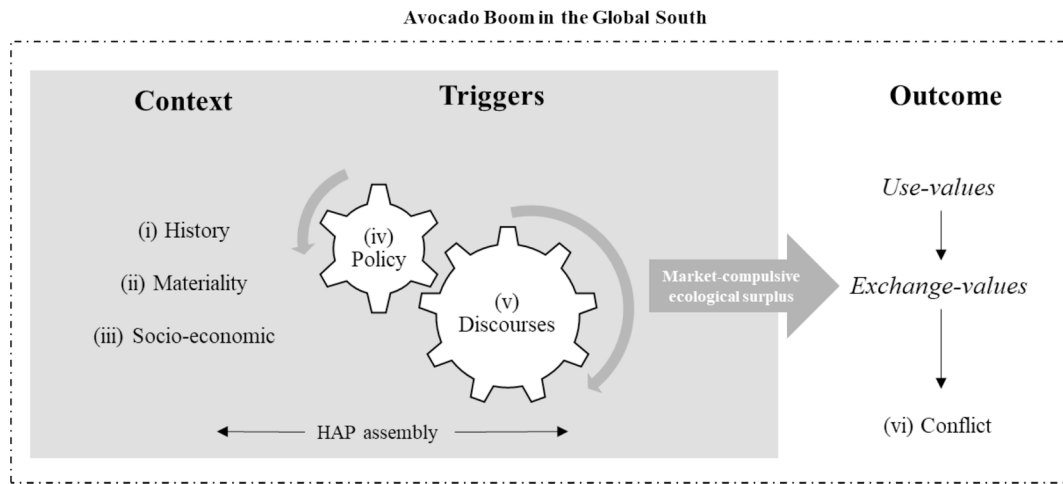 Avocado Boom in the Global South
Context
Triggers
Outcome
(i) History
(ii) Materiality
(iii) Socio-economic
(iv)
Policy
(v)
Discourses
HAP assembly
Market-compulsive
ecological surplus
Use-values
Exchange-values
(vi) Conflict